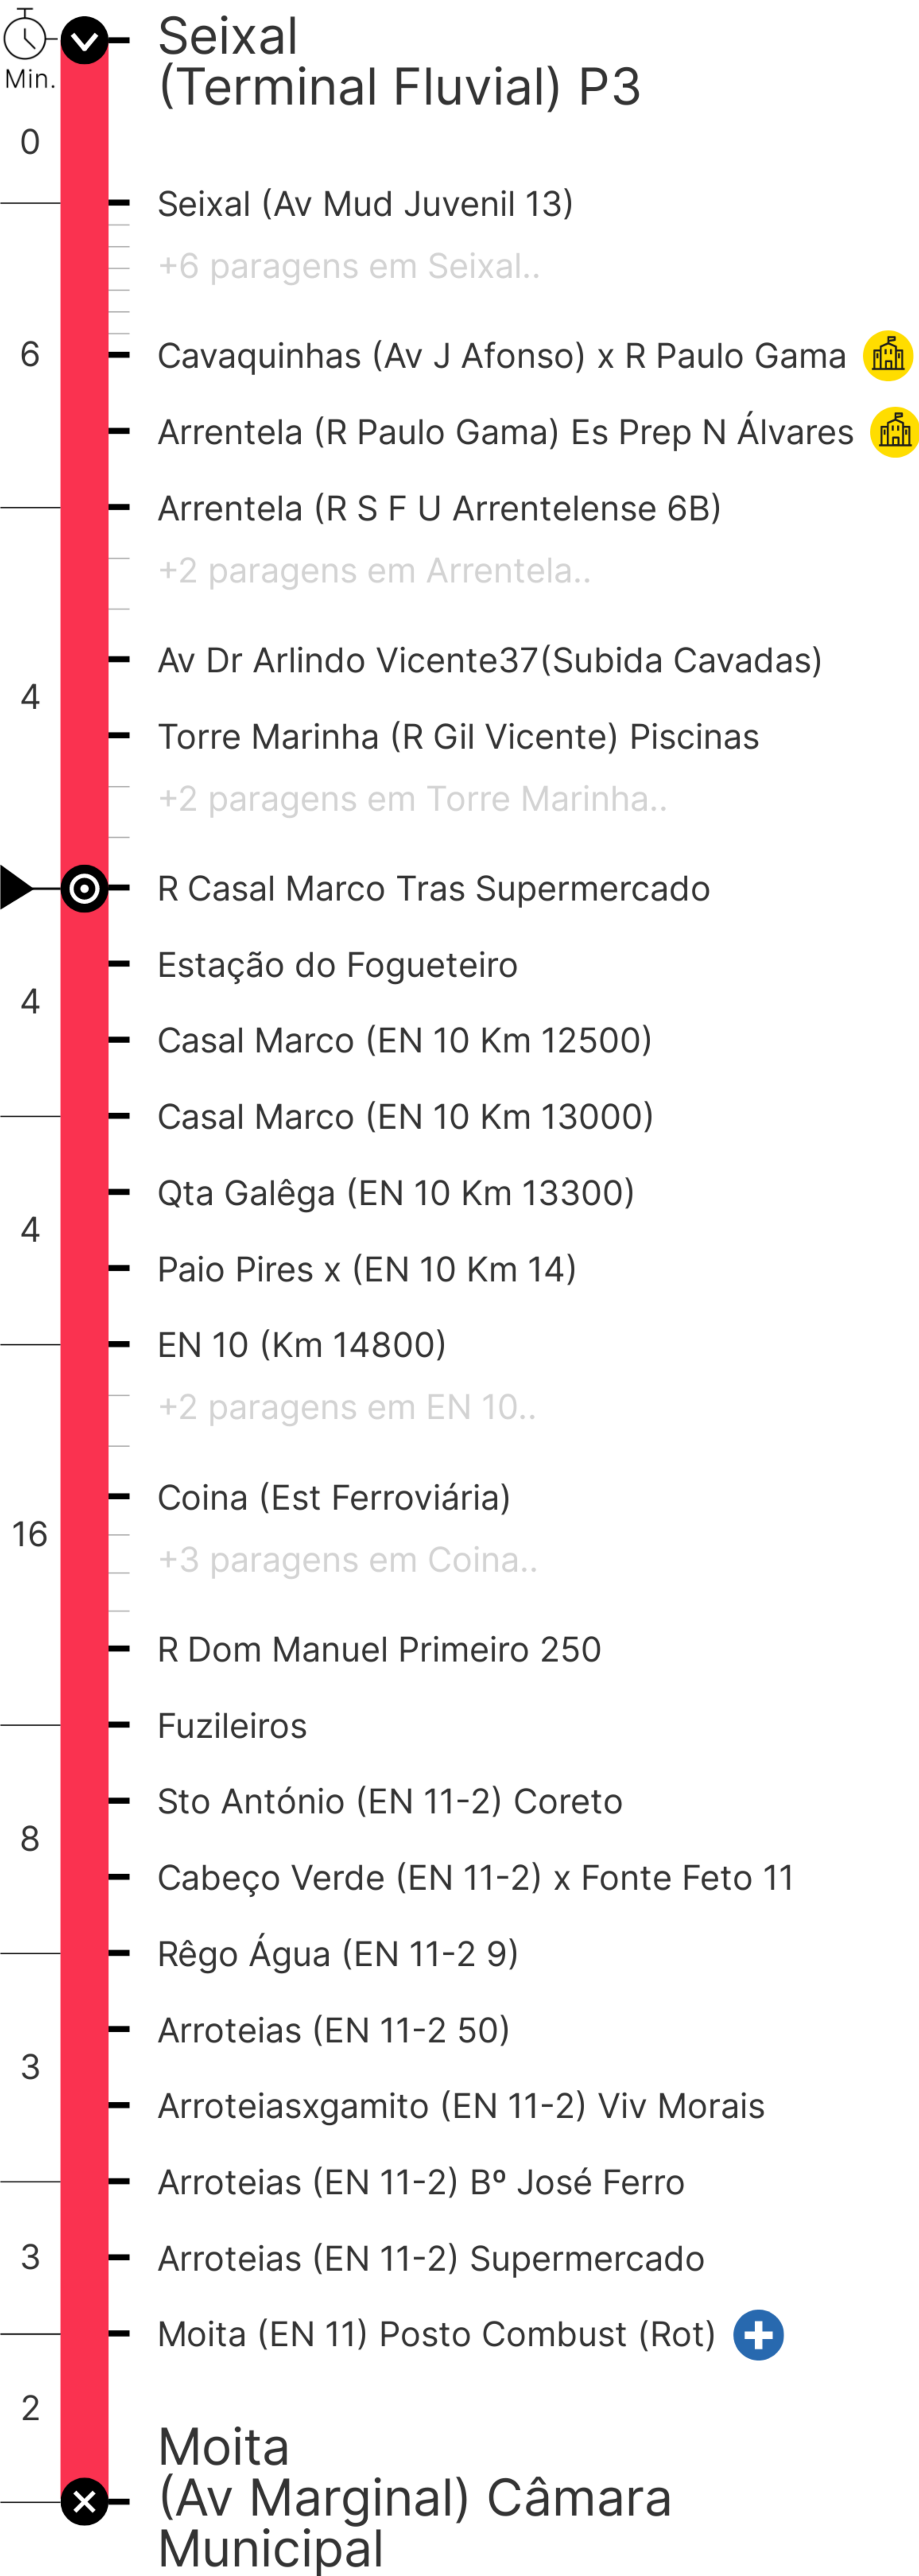 Seixal
(Terminal Fluvial) P3
Min.
0
Seixal (Av Mud Juvenil 13)
+6 paragens em Seixal..
6
Cavaquinhas (Av J Afonso) x R Paulo Gama
Arrentela (R Paulo Gama) Es Prep N Álvares
Arrentela (R S F U Arrentelense 6B)
+2 paragens em Arrentela..
Av Dr Arlindo Vicente37(Subida Cavadas)
4
Torre Marinha (R Gil Vicente) Piscinas
+2 paragens em Torre Marinha..
R Casal Marco Tras Supermercado
Estação do Fogueteiro
4
Casal Marco (EN 10 Km 12500)
Casal Marco (EN 10 Km 13000)
Qta Galêga (EN 10 Km 13300)
4
Paio Pires x (EN 10 Km 14)
EN 10 (Km 14800)
+2 paragens em EN 10..
Coina (Est Ferroviária)
16
+3 paragens em Coina..
R Dom Manuel Primeiro 250
Fuzileiros
Sto António (EN 11-2) Coreto
8
Cabeço Verde (EN 11-2) x Fonte Feto 11
Rêgo Água (EN 11-2 9)
Arroteias (EN 11-2 50)
3
Arroteiasxgamito (EN 11-2) Viv Morais
Arroteias (EN 11-2) Bº José Ferro
3
Arroteias (EN 11-2) Supermercado
Moita (EN 11) Posto Combust (Rot)
2
Moita
(Av Marginal) Câmara
Municipal